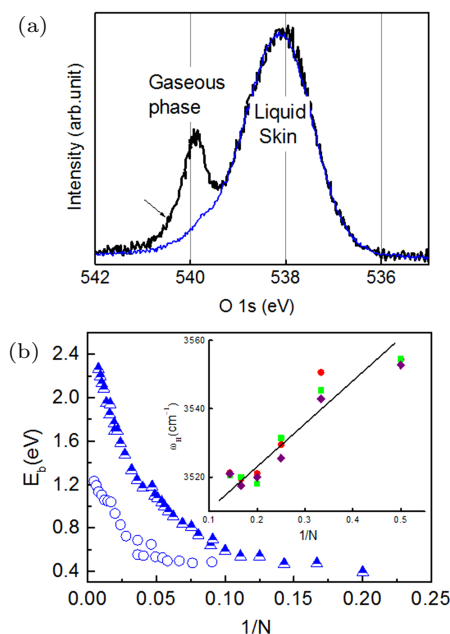 (a)
Intensity (arb.unit)
Gaseous
phase
Liquid
Skin
542
540
538
536
O 1s (eV)
(b)
E_b(eV)
2.4
2.0
1.6
1.2
0.8
0.4
0.00
0.05
0.10
0.15
0.20
0.25
1/N
ω_H(cm⁻¹)
3560
3540
3520
0.1
0.2
0.3
0.4
0.5
1/N